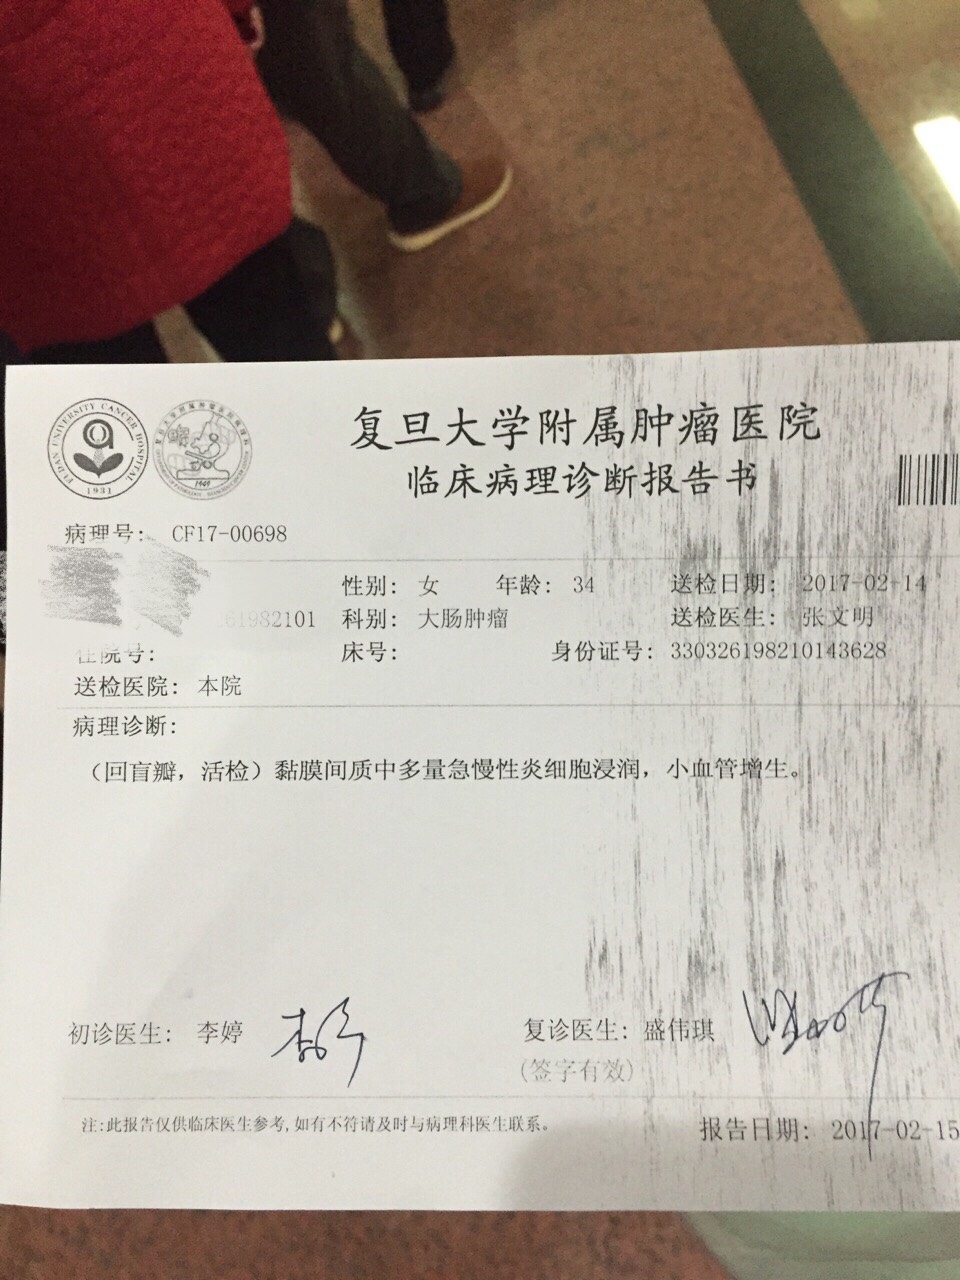 FUDAN UNIVERSITY CANCER HOSPITAL
1931
1949
复旦大学附属肿瘤医院
临床病理诊断报告书
病理号: CF17-00698
性别: 女 年龄: 34 送检日期: 2017-02-14
61982101 科别: 大肠肿瘤 送检医生: 张文明
住院号: 床号: 身份证号: 330326198210143628
送检医院: 本院
病理诊断:
(回盲瓣, 活检) 黏膜间质中多量急慢性炎细胞浸润, 小血管增生。
初诊医生: 李婷 复诊医生: 盛伟琪
(签字有效)
注:此报告仅供临床医生参考,如有不符请及时与病理科医生联系。
报告日期: 2017-02-15